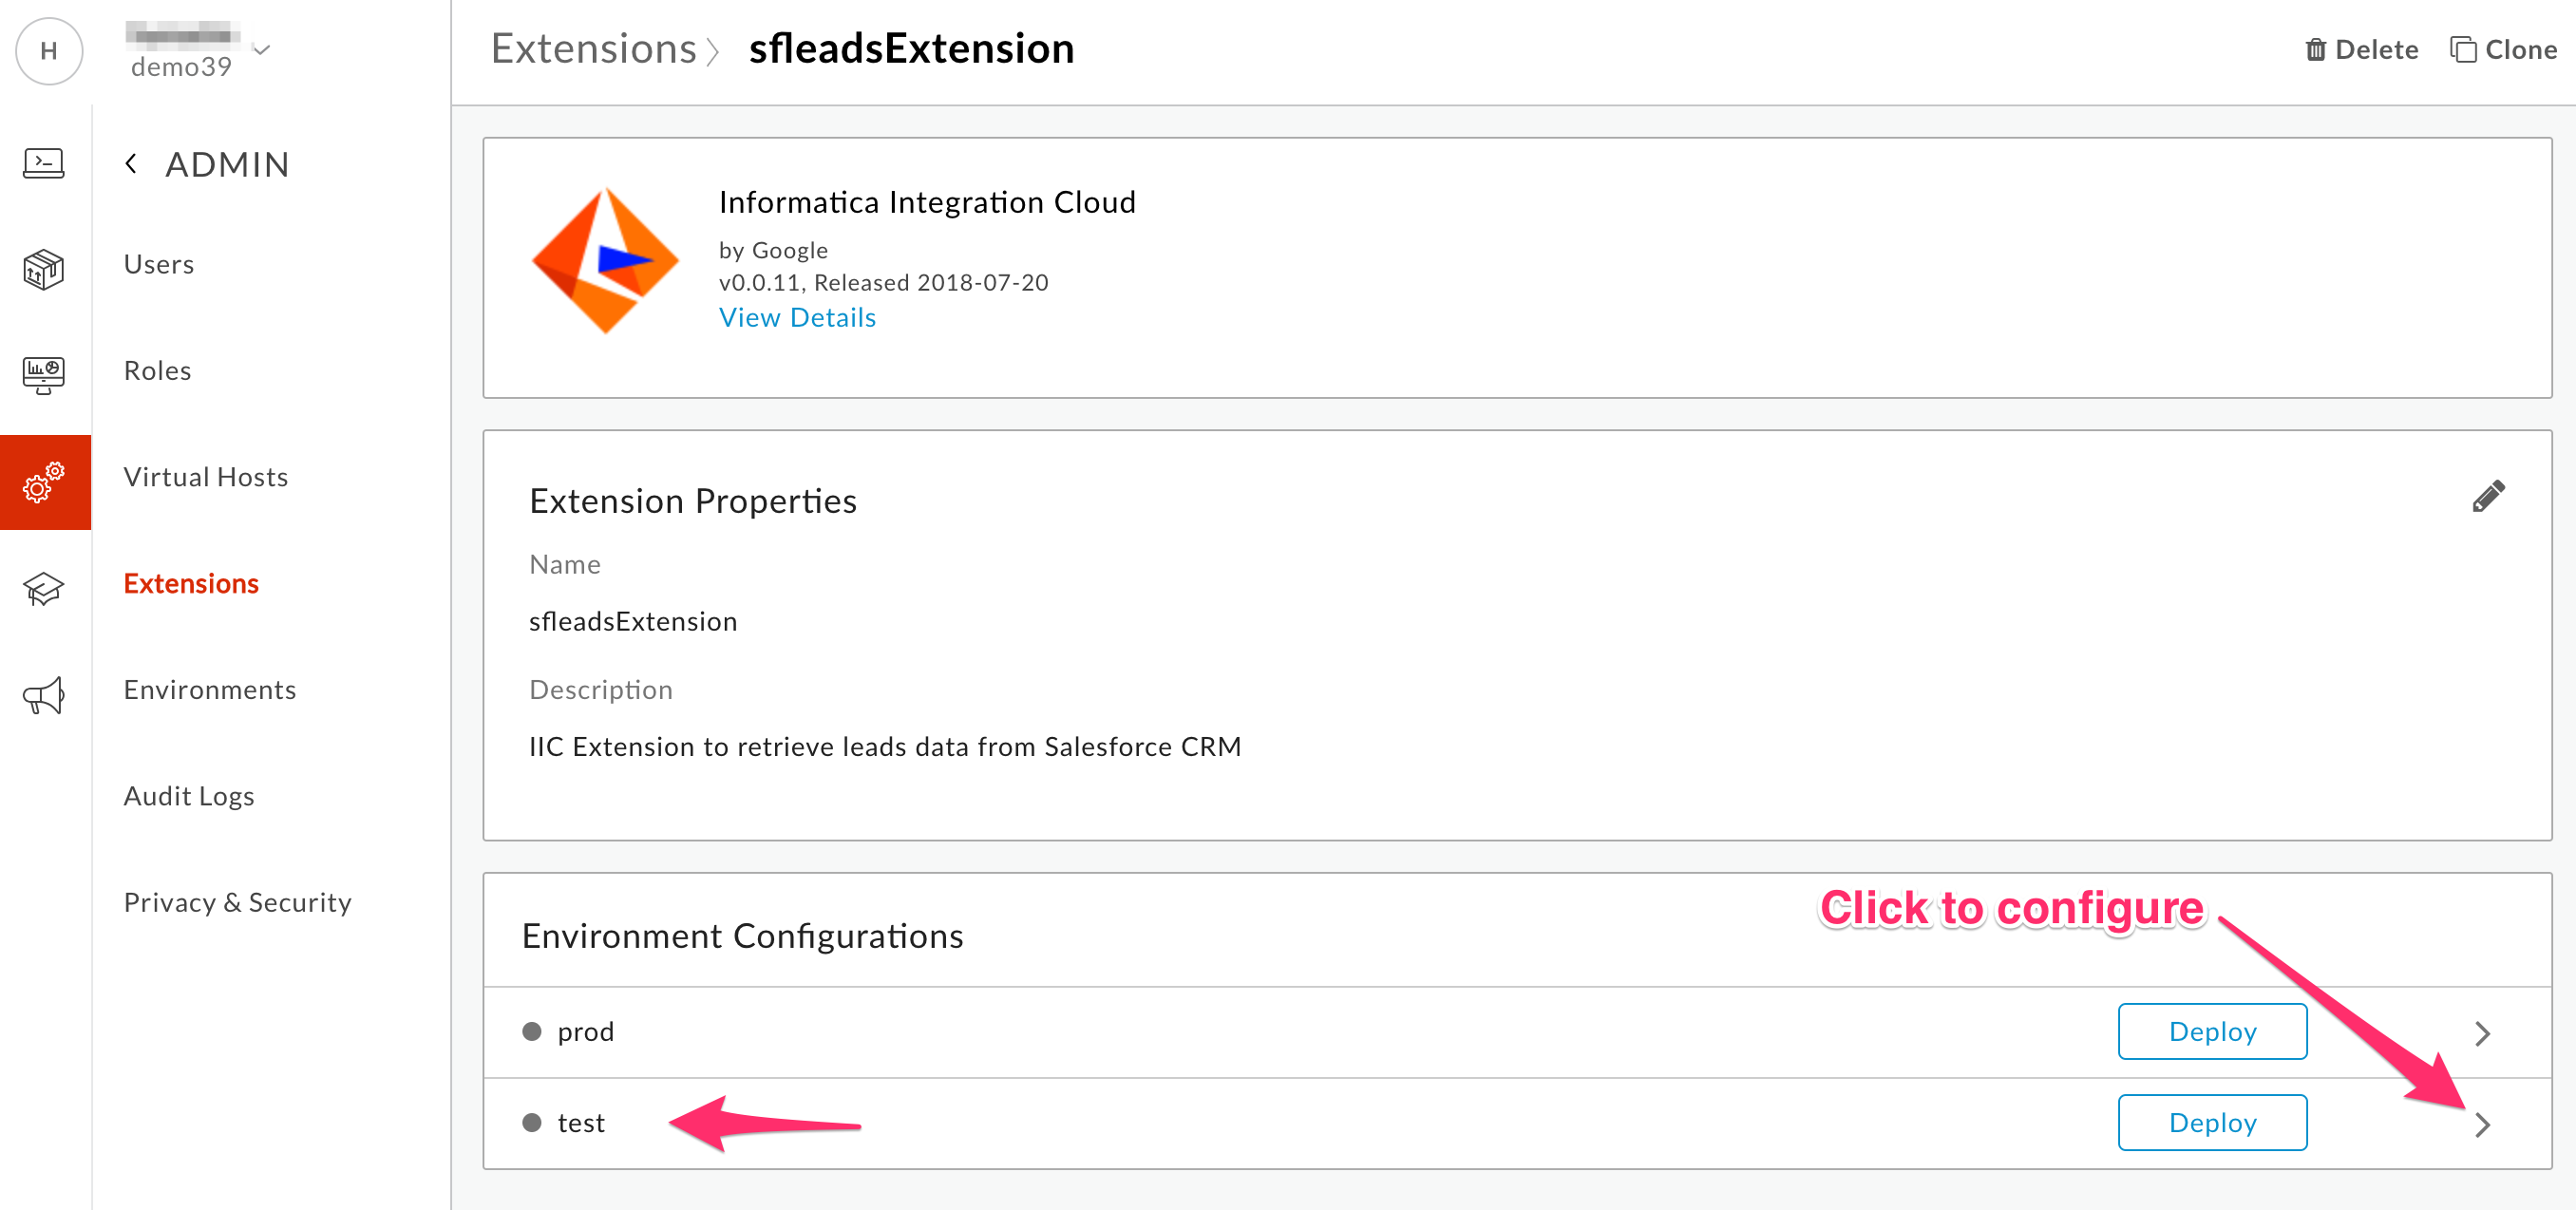 H
demo39
Extensions
sfleadsExtension
Delete
Clone
ADMIN
Users
Roles
Virtual Hosts
Extensions
Environments
Audit Logs
Privacy & Security
Informatica Integration Cloud
by Google
v0.0.11, Released 2018-07-20
View Details
Extension Properties
Name
sfleadsExtension
Description
IIC Extension to retrieve leads data from Salesforce CRM
Click to configure
Environment Configurations
prod
Deploy
test
Deploy